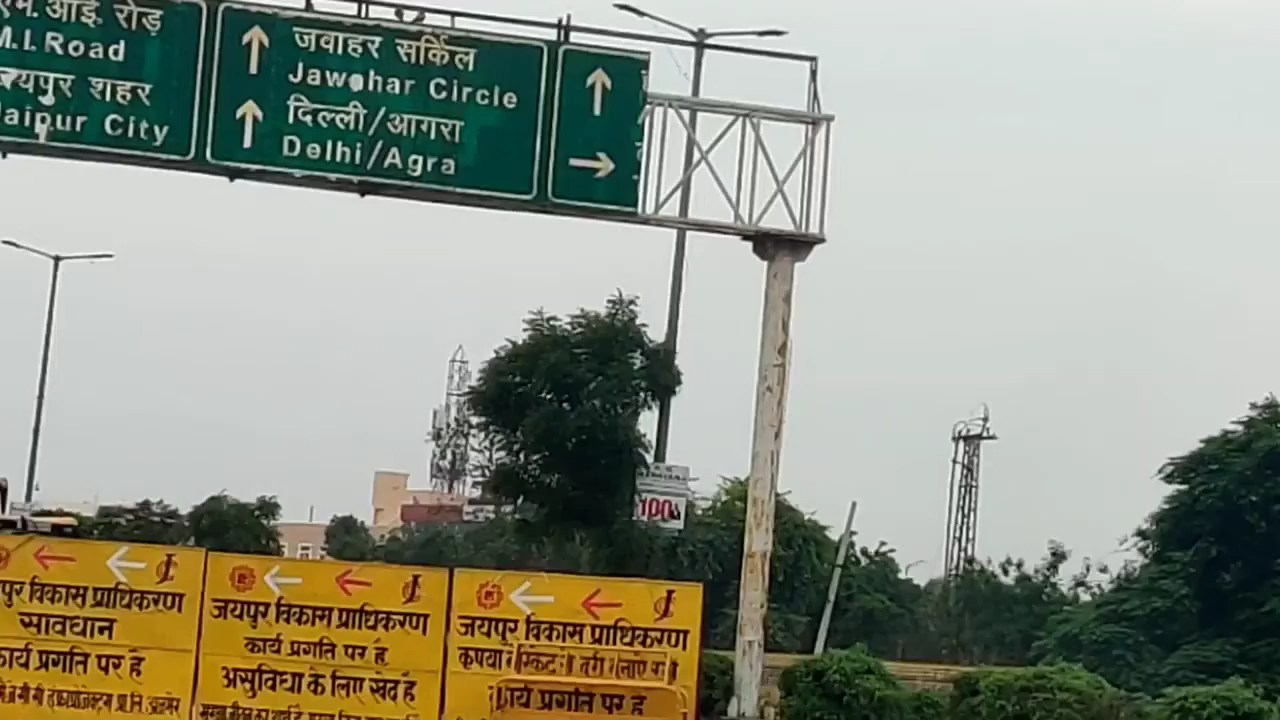 एम. आई. रोड़
M.I. Road
जयपुर शहर
Jaipur City
जवाहर सर्किल
Jawahar Circle
दिल्ली/आगरा
Delhi/Agra
100
पुर विकास प्राधिकरण
सावधान
कार्य प्रगति पर है
जयपुर विकास प्राधिकरण
कार्य प्रगति पर है
असुविधा के लिए खेद है
जयपुर विकास प्राधिकरण
कृपया
कार्य प्रगति पर है